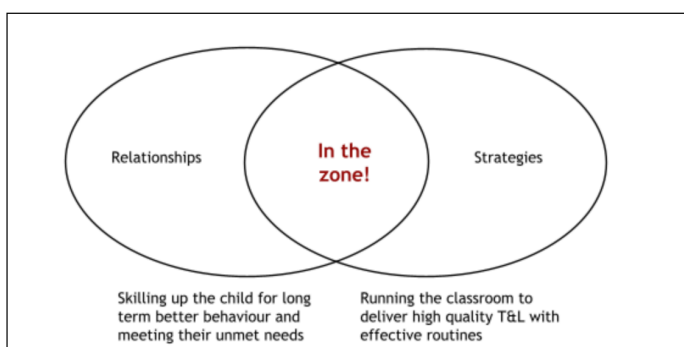 Relationships
In the
zone!
Strategies
Skilling up the child for long
term better behaviour and
meeting their unmet needs
Running the classroom to
deliver high quality T&L with
effective routines